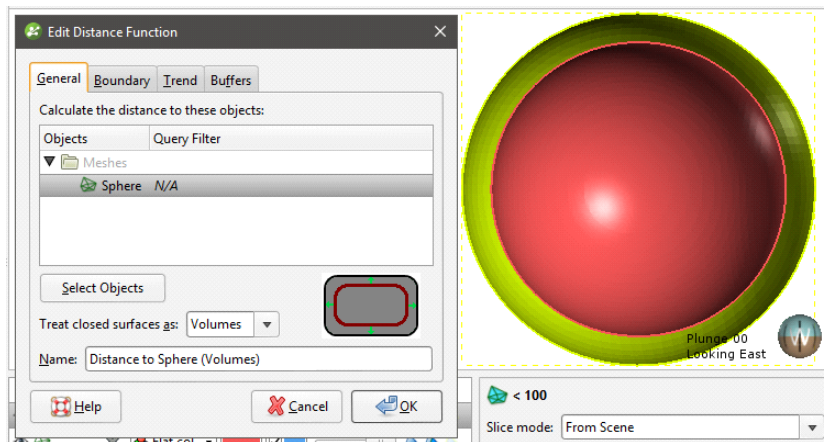 Edit Distance Function
General Boundary Trend Buffers
Calculate the distance to these objects:
Objects Query Filter
Meshes
Sphere N/A
Select Objects
Treat closed surfaces as: Volumes
Name: Distance to Sphere (Volumes)
Help Cancel OK
Plunge 00
Looking East
< 100
Slice mode: From Scene